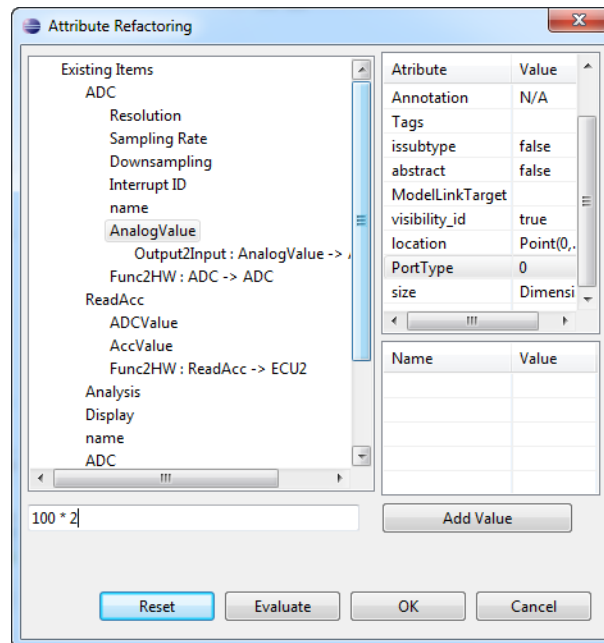 Attribute Refactoring
Existing Items
ADC
Resolution
Sampling Rate
Downsampling
Interrupt ID
name
AnalogValue
Output2Input : AnalogValue ->
Func2HW : ADC -> ADC
ReadAcc
ADCValue
AccValue
Func2HW : ReadAcc -> ECU2
Analysis
Display
name
ADC
Atribute Value
Annotation N/A
Tags
issubtype false
abstract false
ModelLinkTarget
visibility_id true
location Point(0,.
PortType 0
size Dimensi
Name Value
100 * 2
Add Value
Reset Evaluate OK Cancel